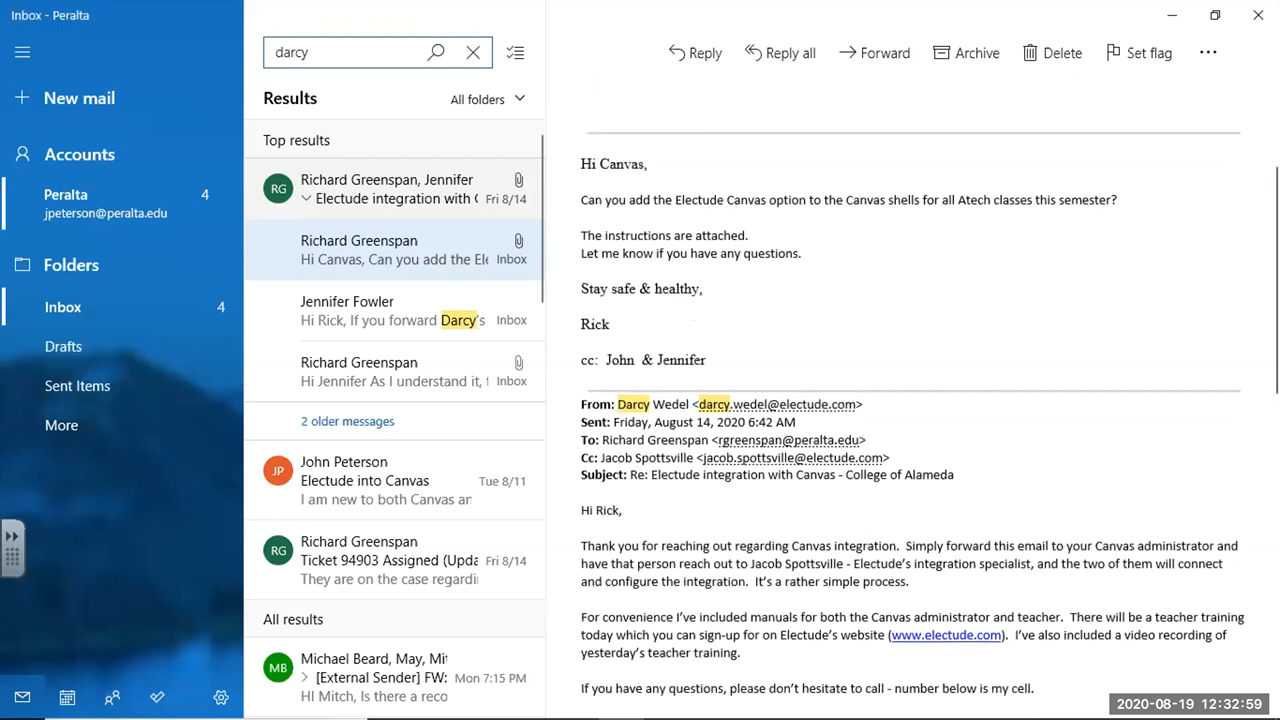 Inbox - Peralta
darcy
Reply
Reply all
Forward
Archive
Delete
Set flag
New mail
Accounts
Peralta 4
jpeterson@peralta.edu
Folders
Inbox 4
Drafts
Sent Items
More
Results
All folders
Top results
RG
Richard Greenspan, Jennifer
Electude integration with C Fri 8/14
Richard Greenspan
Hi Canvas, Can you add the Ele Inbox
Jennifer Fowler
Hi Rick, If you forward Darcy's Inbox
Richard Greenspan
Hi Jennifer As I understand it, Inbox
2 older messages
JP
John Peterson
Electude into Canvas Tue 8/11
I am new to both Canvas an
RG
Richard Greenspan
Ticket 94903 Assigned (Upda Fri 8/14
They are on the case regardi
All results
MB
Michael Beard, May, Mit
[External Sender] FW: Mon 7:15 PM
HI Mitch, Is there a reco
Hi Canvas,
Can you add the Electude Canvas option to the Canvas shells for all Atech classes this semester?
The instructions are attached.
Let me know if you have any questions.
Stay safe & healthy,
Rick
cc: John & Jennifer
From: Darcy Wedel <darcy.wedel@electude.com>
Sent: Friday, August 14, 2020 6:42 AM
To: Richard Greenspan <rgreenspan@peralta.edu>
Cc: Jacob Spottsville <jacob.spottsville@electude.com>
Subject: Re: Electude integration with Canvas - College of Alameda
Hi Rick,
Thank you for reaching out regarding Canvas integration. Simply forward this email to your Canvas administrator and
have that person reach out to Jacob Spottsville - Electude's integration specialist, and the two of them will connect
and configure the integration. It's a rather simple process.
For convenience I've included manuals for both the Canvas administrator and teacher. There will be a teacher training
today which you can sign-up for on Electude's website (www.electude.com). I've also included a video recording of
yesterday's teacher training.
If you have any questions, please don't hesitate to call - number below is my cell.
2020-08-19 12:32:59